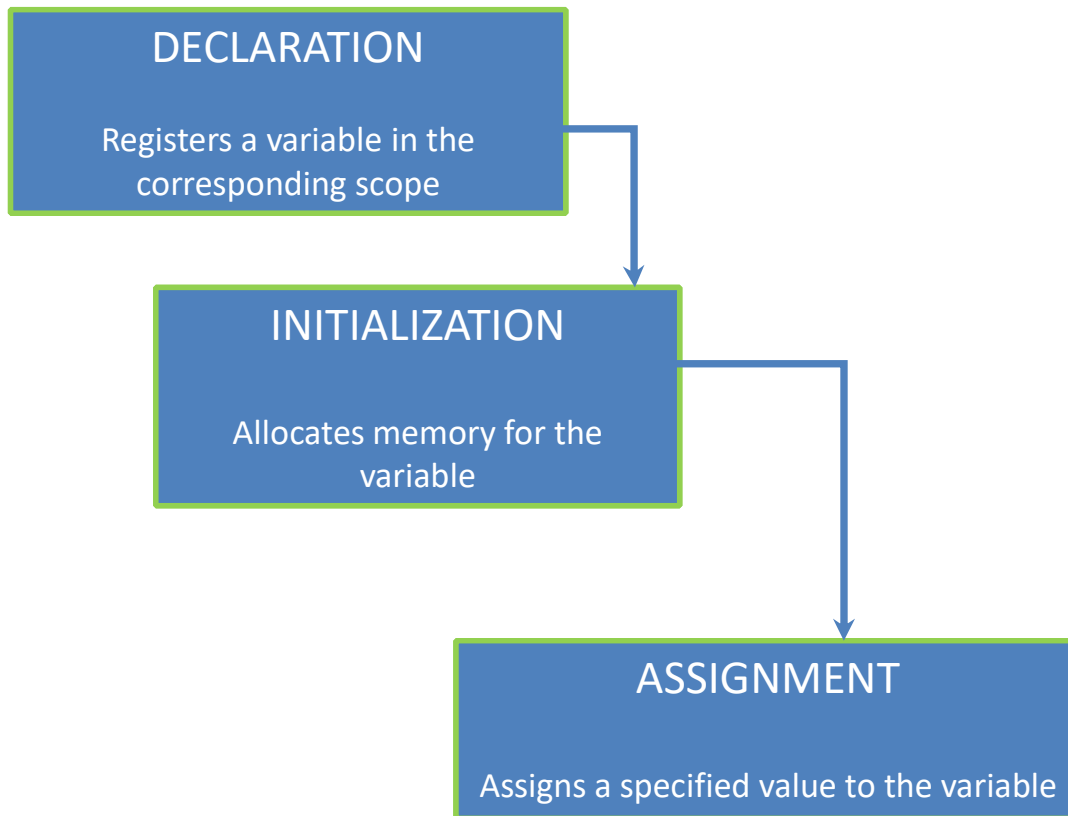 DECLARATION
Registers a variable in the
corresponding scope
INITIALIZATION
Allocates memory for the
variable
ASSIGNMENT
Assigns a specified value to the variable